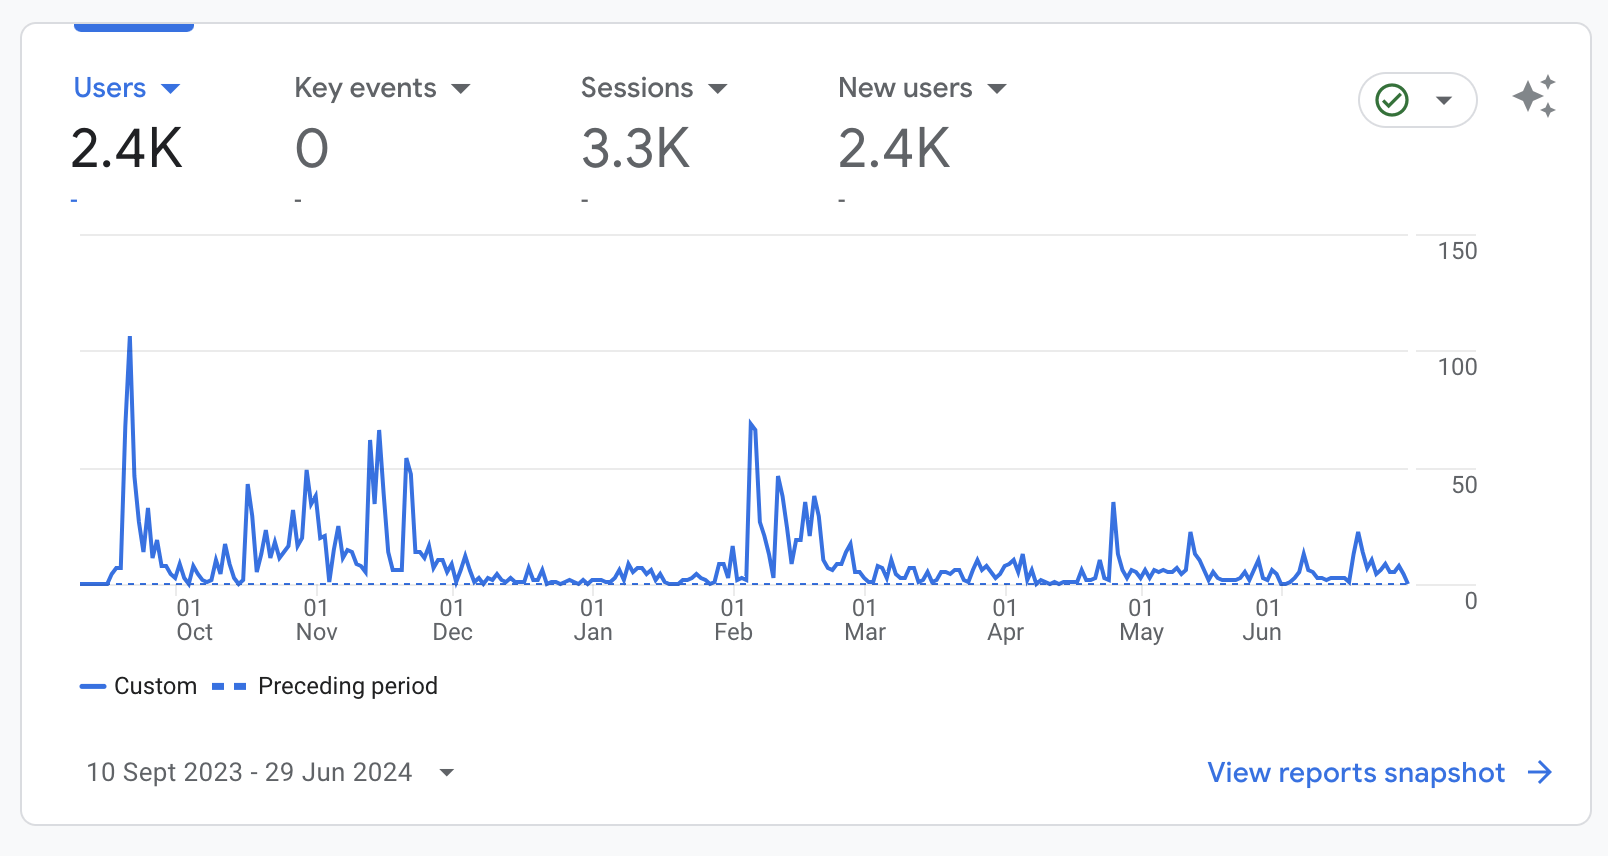 Users Key events Sessions New users
2.4K 0 3.3K 2.4K
- - - -
150
100
50
0
01 01 01 01 01 01 01 01 01
Oct Nov Dec Jan Feb Mar Apr May Jun
Custom Preceding period
10 Sept 2023 - 29 Jun 2024 View reports snapshot